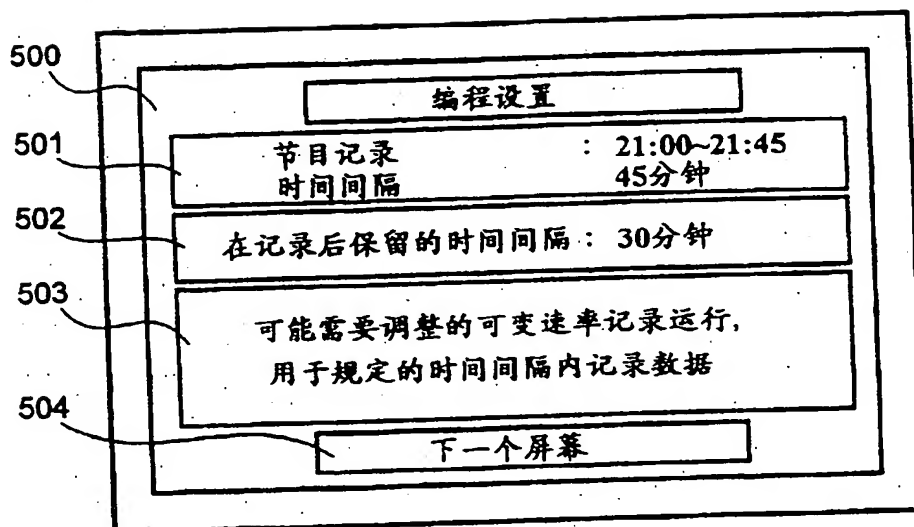 500
编程设置
501
节目记录 : 21:00~21:45
时间间隔 45分钟
502
在记录后保留的时间间隔: 30分钟
503
可能需要调整的可变速率记录运行,
用于规定的时间间隔内记录数据
504
下一个屏幕